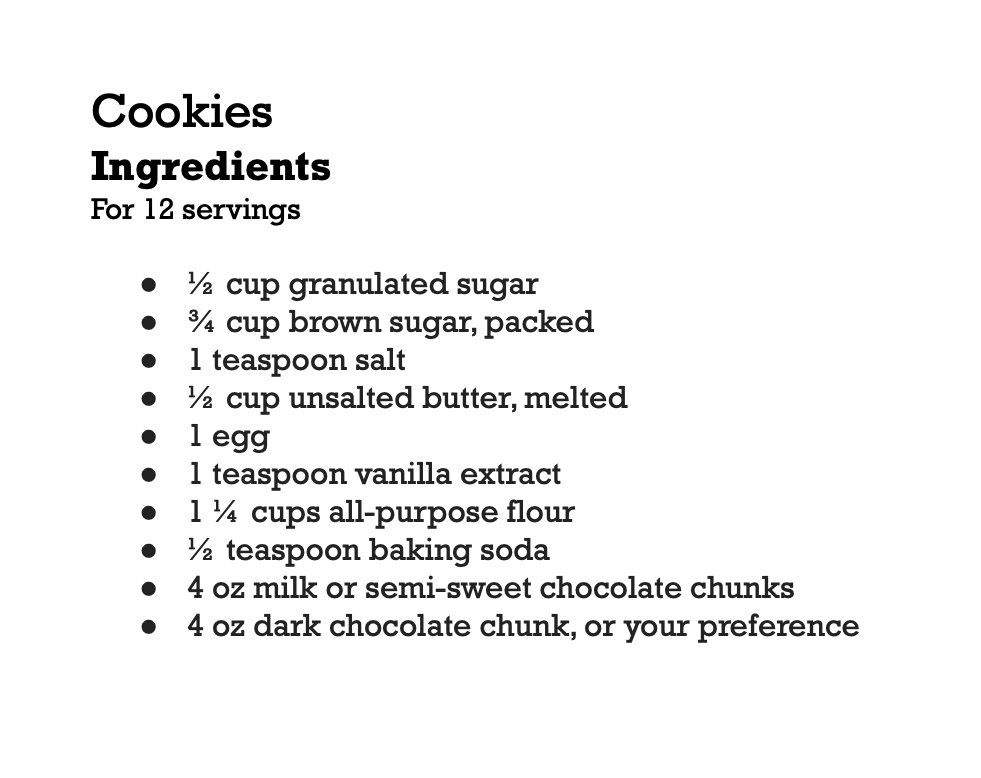 Cookies
Ingredients
For 12 servings
● ½ cup granulated sugar
● ¾ cup brown sugar, packed
● 1 teaspoon salt
● ½ cup unsalted butter, melted
● 1 egg
● 1 teaspoon vanilla extract
● 1 ¼ cups all-purpose flour
● ½ teaspoon baking soda
● 4 oz milk or semi-sweet chocolate chunks
● 4 oz dark chocolate chunk, or your preference